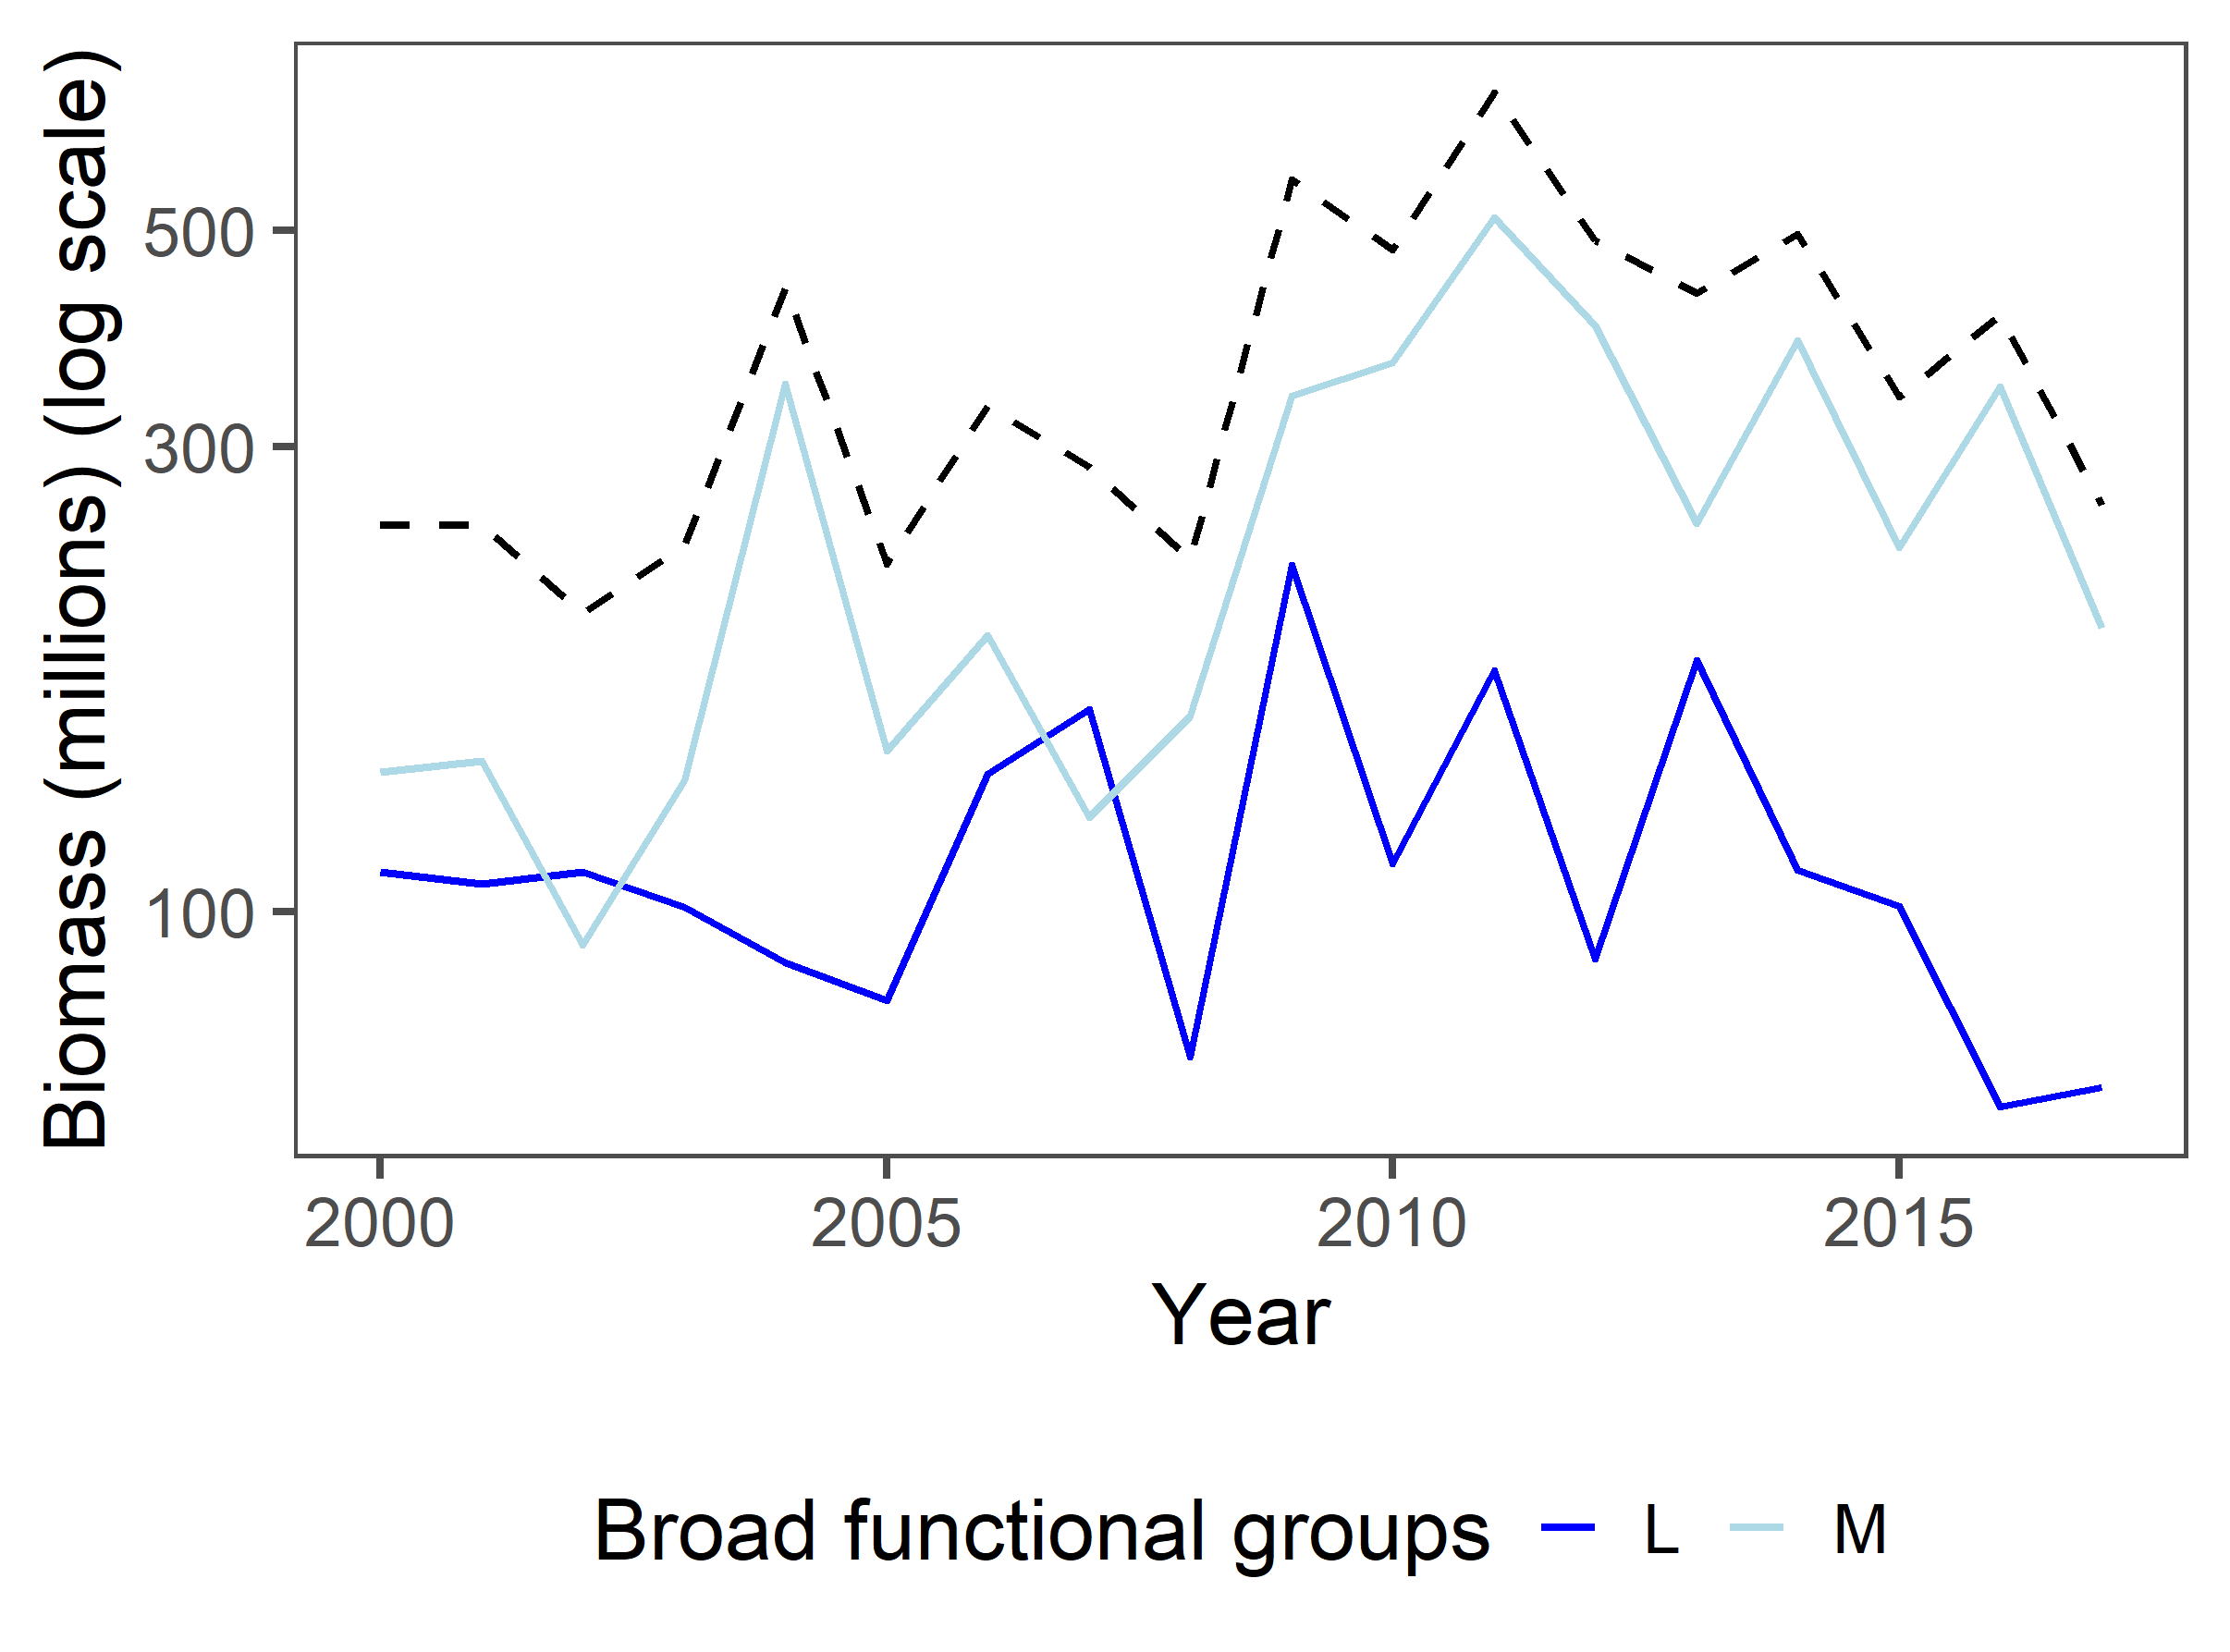 Biomass (millions) (log scale)
500
300
100
2000 2005 2010 2015
Year
Broad functional groups L M